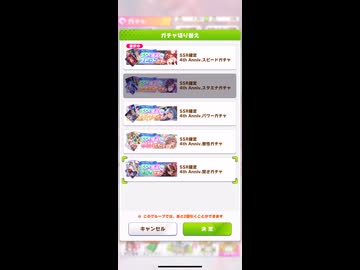 ガチャ切り替え
選択中
SSR確定
4th Anniv.スピードガチャ
SSR確定
4th Anniv.スタミナガチャ
SSR確定
4th Anniv.パワーガチャ
SSR確定
4th Anniv.根性ガチャ
SSR確定
4th Anniv.賢さガチャ
※ このグループでは、あと2回引くことができます
キャンセル
決定